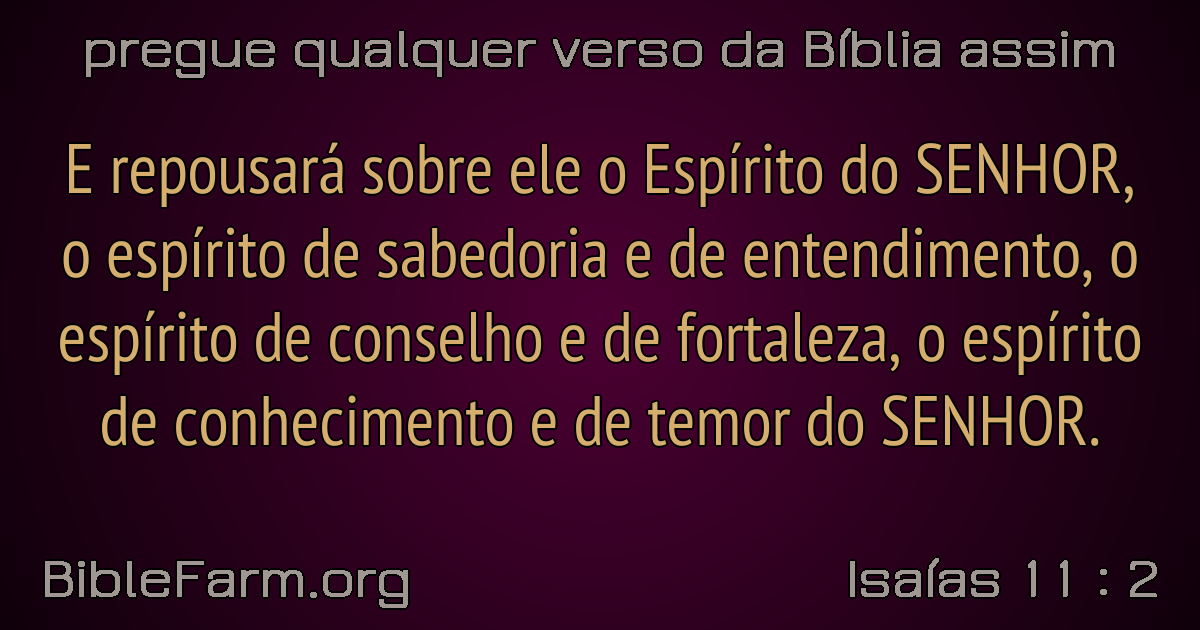 pregue qualquer verso da Bíblia assim
E repousará sobre ele o Espírito do SENHOR,
o espírito de sabedoria e de entendimento, o
espírito de conselho e de fortaleza, o espírito
de conhecimento e de temor do SENHOR.
BibleFarm.org
Isaías 11 : 2